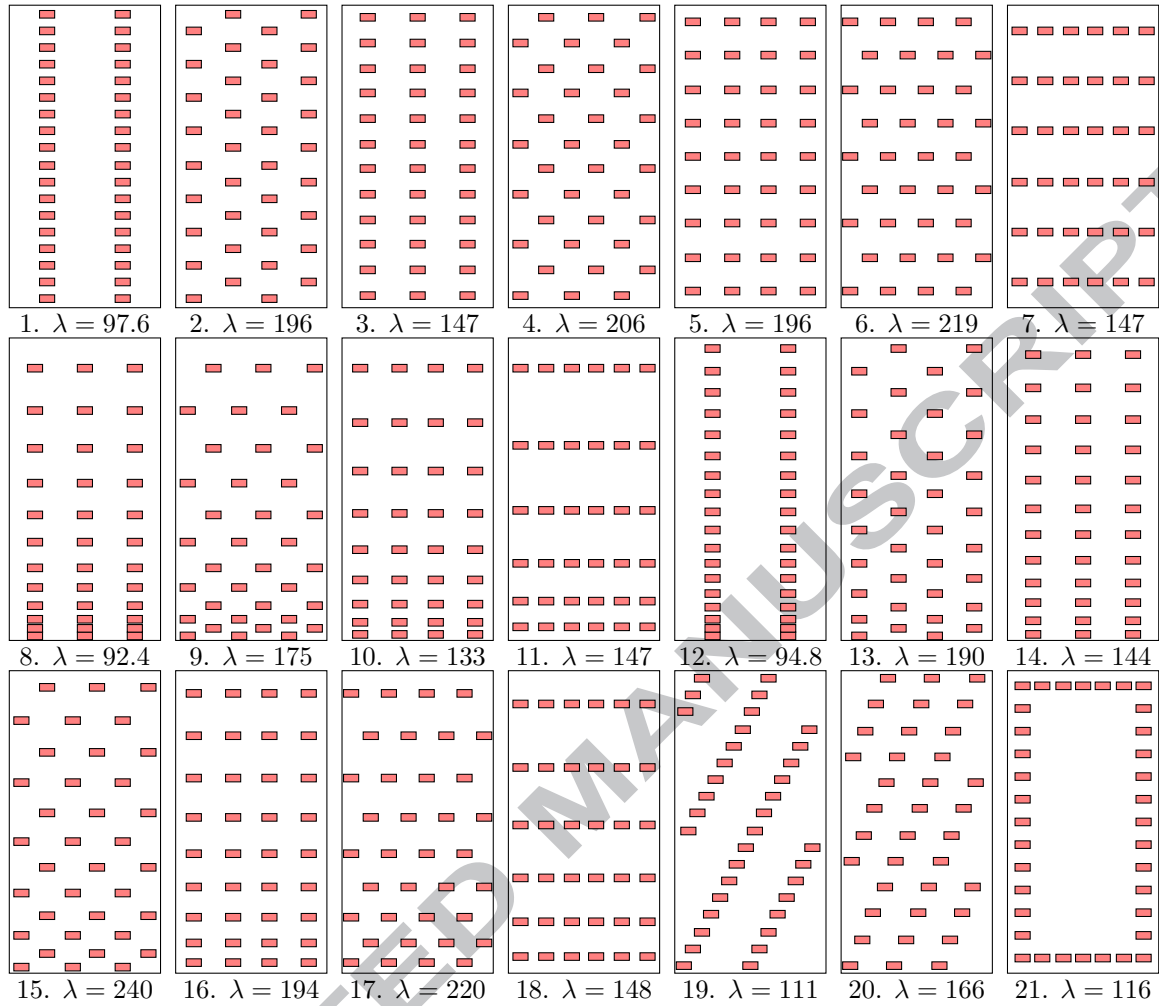 1. λ = 97.6 2. λ = 196 3. λ = 147 4. λ = 206 5. λ = 196 6. λ = 219 7. λ = 147
8. λ = 92.4 9. λ = 175 10. λ = 133 11. λ = 147 12. λ = 94.8 13. λ = 190 14. λ = 144
15. λ = 240 16. λ = 194 17. λ = 220 18. λ = 148 19. λ = 111 20. λ = 166 21. λ = 116
TED MANUSCRIPT